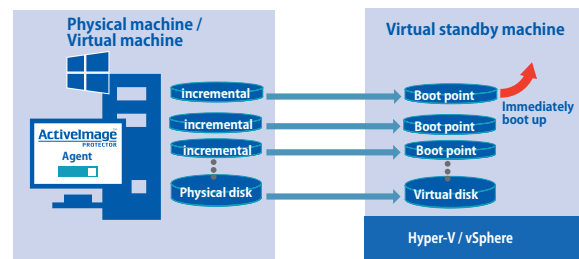 Physical machine /
Virtual machine
ActiveImage™
PROTECTOR
Agent
incremental
incremental
incremental
Physical disk
Virtual standby machine
Boot point
Boot point
Boot point
Virtual disk
Immediately
boot up
Hyper-V / vSphere